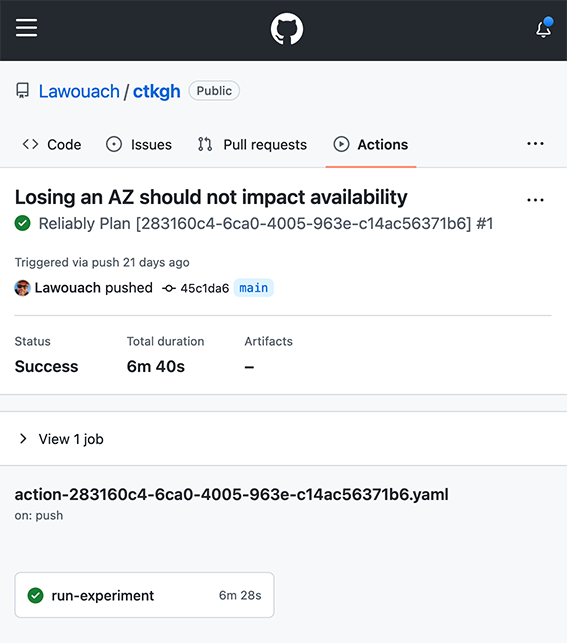 Lawouach / ctkgh Public
Code Issues Pull requests Actions ...
Losing an AZ should not impact availability ...
Reliably Plan [283160c4-6ca0-4005-963e-c14ac56371b6] #1
Triggered via push 21 days ago
Lawouach pushed 45c1da6 main
Status Total duration Artifacts
Success 6m 40s –
View 1 job
action-283160c4-6ca0-4005-963e-c14ac56371b6.yaml
on: push
run-experiment 6m 28s